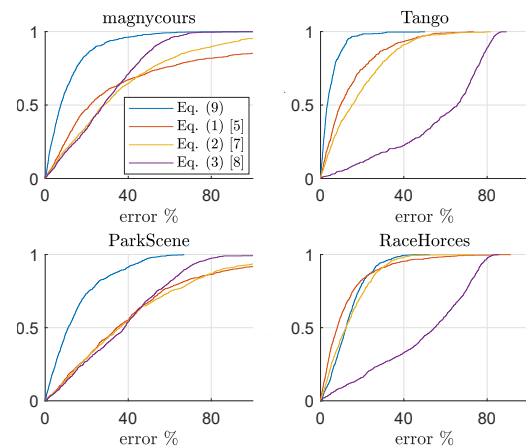 magnycours
1
0.5
0
0 40 80
error %
Eq. (9)
Eq. (1) [5]
Eq. (2) [7]
Eq. (3) [8]
Tango
1
0.5
0
0 40 80
error %
ParkScene
1
0.5
0
0 40 80
error %
RaceHorces
1
0.5
0
0 40 80
error %